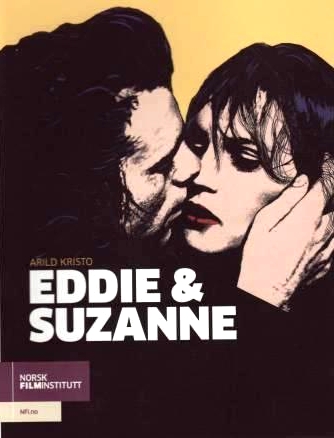 ARILD KRISTO
EDDIE &
SUZANNE
NORSK
FILMINSTITUTT
NFI.no